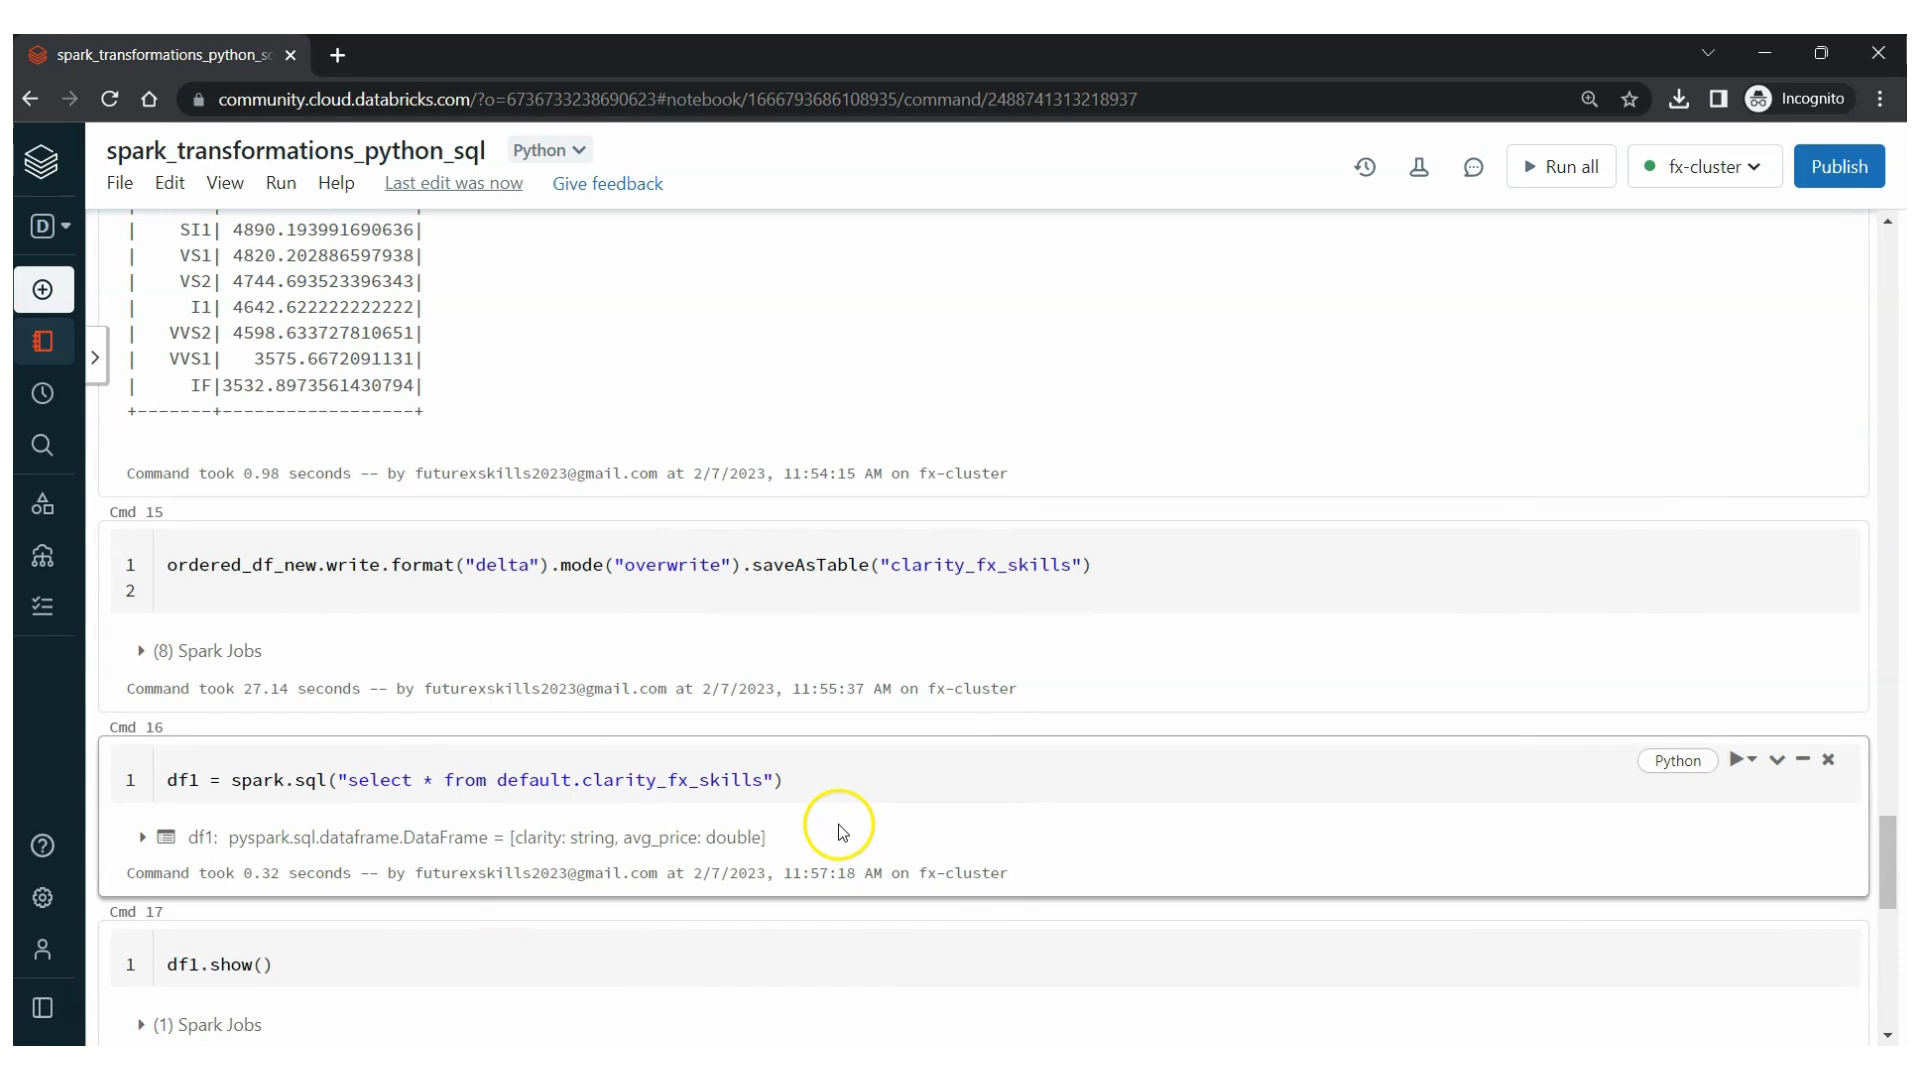 spark_transformations_python_sq
community.cloud.databricks.com/?o=6736733238690623#notebook/1666793686108935/command/2488741313218937
Incognito
spark_transformations_python_sql Python
File Edit View Run Help Last edit was now Give feedback
Run all fx-cluster Publish
D
| SI1| 4890.193991690636|
| VS1| 4820.202886597938|
| VS2| 4744.693523396343|
| I1| 4642.622222222222|
| VVS2| 4598.633727810651|
| VVS1| 3575.6672091131|
| IF|3532.8973561430794|
+-------+------------------+
Command took 0.98 seconds -- by futurexskills2023@gmail.com at 2/7/2023, 11:54:15 AM on fx-cluster
Cmd 15
1 ordered_df_new.write.format("delta").mode("overwrite").saveAsTable("clarity_fx_skills")
2
(8) Spark Jobs
Command took 27.14 seconds -- by futurexskills2023@gmail.com at 2/7/2023, 11:55:37 AM on fx-cluster
Cmd 16
Python
1 df1 = spark.sql("select * from default.clarity_fx_skills")
df1: pyspark.sql.dataframe.DataFrame = [clarity: string, avg_price: double]
Command took 0.32 seconds -- by futurexskills2023@gmail.com at 2/7/2023, 11:57:18 AM on fx-cluster
Cmd 17
1 df1.show()
(1) Spark Jobs